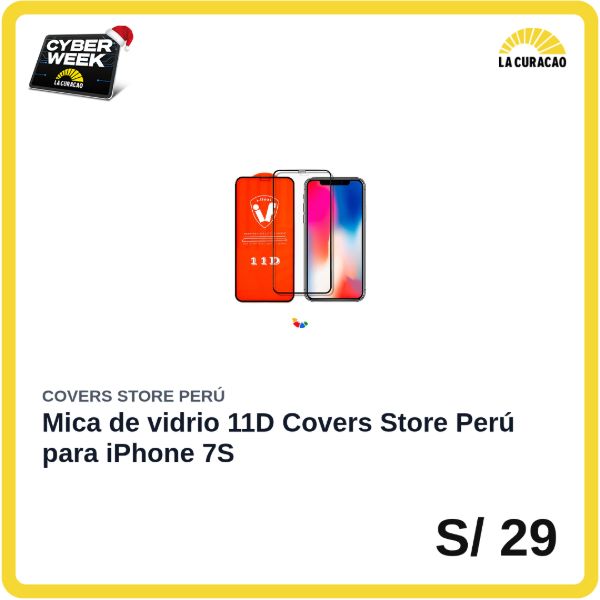 CYBER
WEEK
LA CURACAO
LA CURACAO
11D
COVERS STORE PERÚ
Mica de vidrio 11D Covers Store Perú
para iPhone 7S
S/ 29